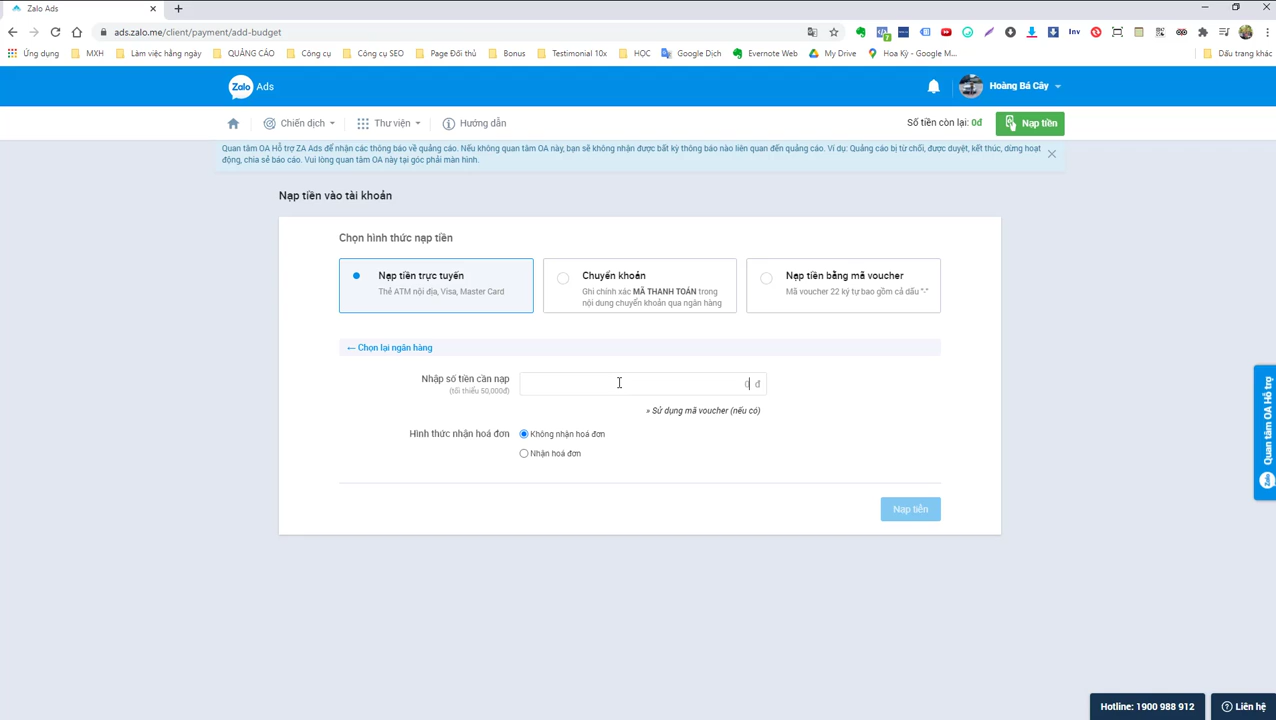 Zalo Ads
ads.zalo.me/client/payment/add-budget
Ứng dụng MXH Làm việc hằng ngày QUẢNG CÁO Công cụ Công cụ SEO Page Đối thủ Bonus Testimonial 10x HỌC Google Dịch Evernote Web My Drive Hoa Kỳ - Google M... Dấu trang khác
Zalo Ads
Hoàng Bá Cây
Chiến dịch Thư viện Hướng dẫn Số tiền còn lại: 0đ Nạp tiền
Quan tâm OA Hỗ trợ ZA Ads để nhận các thông báo về quảng cáo. Nếu không quan tâm OA này, bạn sẽ không nhận được bất kỳ thông báo nào liên quan đến quảng cáo. Ví dụ: Quảng cáo bị từ chối, được duyệt, kết thúc, dừng hoạt
động, chia sẻ báo cáo. Vui lòng quan tâm OA này tại góc phải màn hình.
Nạp tiền vào tài khoản
Chọn hình thức nạp tiền
Nạp tiền trực tuyến
Thẻ ATM nội địa, Visa, Master Card
Chuyển khoản
Ghi chính xác MÃ THANH TOÁN trong
nội dung chuyển khoản qua ngân hàng
Nạp tiền bằng mã voucher
Mã voucher 22 ký tự bao gồm cả dấu "-"
← Chọn lại ngân hàng
Nhập số tiền cần nạp
(tối thiểu 50,000đ)
0 đ
» Sử dụng mã voucher (nếu có)
Hình thức nhận hoá đơn
Không nhận hoá đơn
Nhận hoá đơn
Nạp tiền
Quan tâm OA Hỗ trợ
Zalo
Hotline: 1900 988 912
Liên hệ